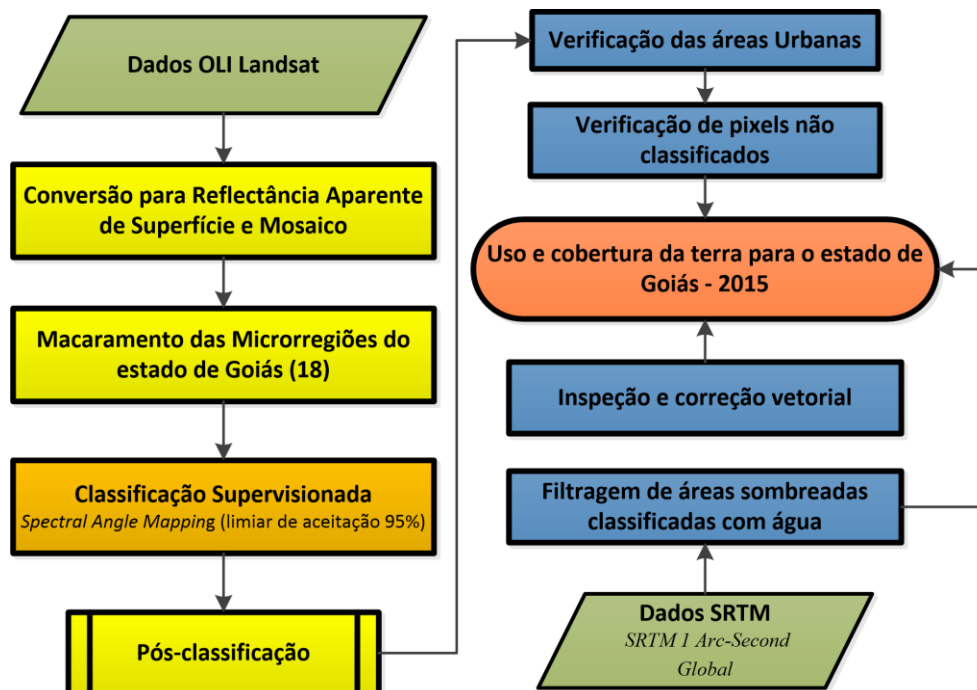 Dados OLI Landsat
Conversão para Reflectância Aparente
de Superfície e Mosaico
Macaramento das Microrregiões do
estado de Goiás (18)
Classificação Supervisionada
Spectral Angle Mapping (limiar de aceitação 95%)
Pós-classificação
Verificação das áreas Urbanas
Verificação de pixels não
classificados
Uso e cobertura da terra para o estado de
Goiás - 2015
Inspeção e correção vetorial
Filtragem de áreas sombreadas
classificadas com água
Dados SRTM
SRTM 1 Arc-Second
Global